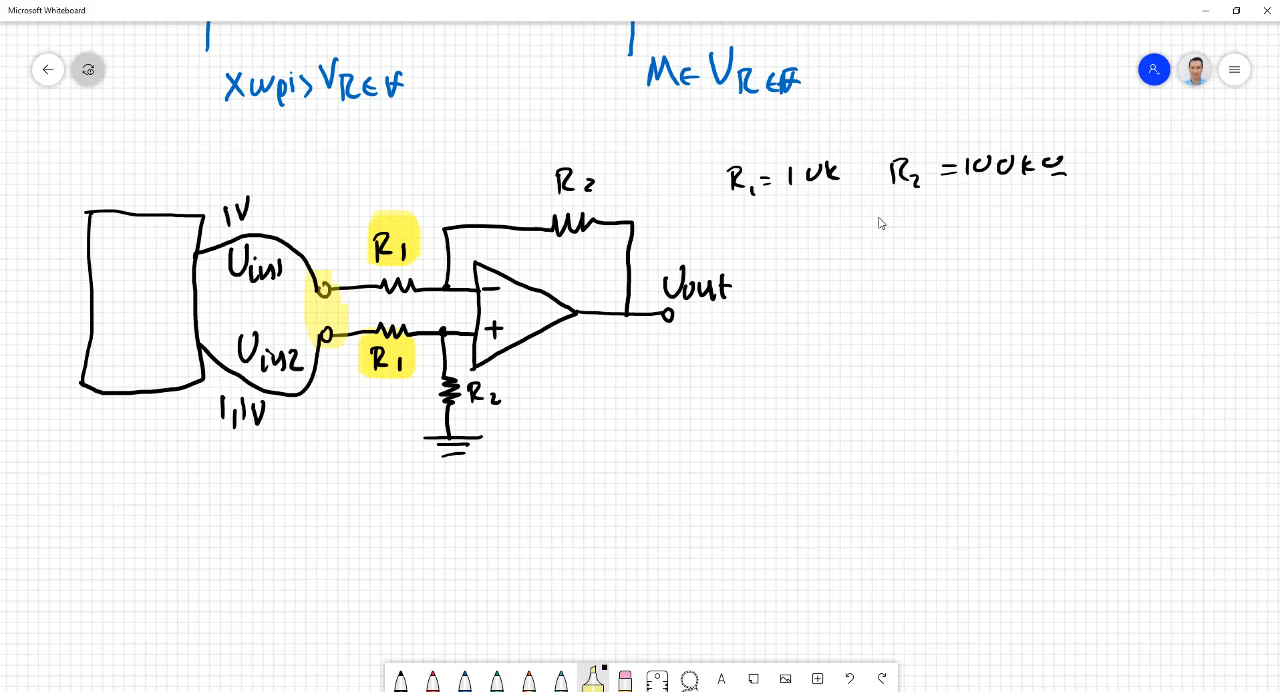 Microsoft Whiteboard
xwpis VREF
ME VREF
R2
R1 = 10k R2 = 100kΩ
1V
R1
Uin1
Uout
−
+
Uin2
R1
R2
1,1V
A